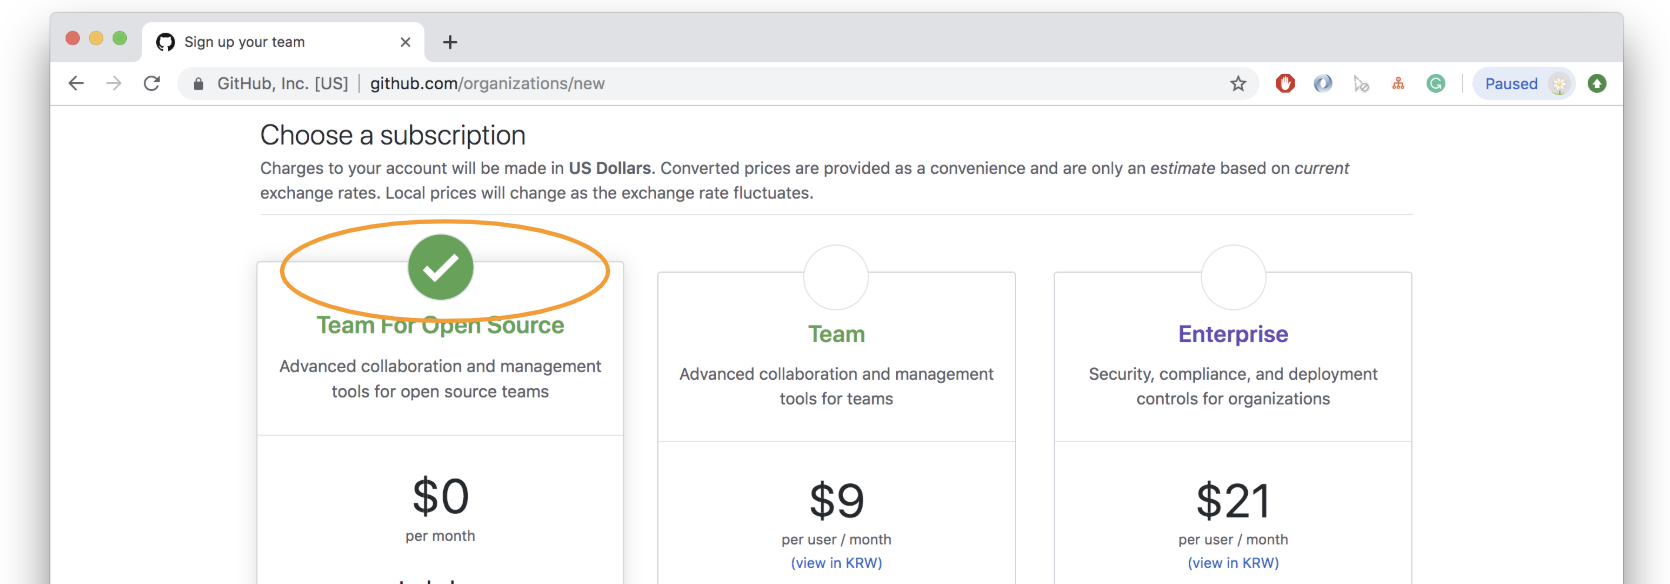 Sign up your team
GitHub, Inc. [US] | github.com/organizations/new
Paused
Choose a subscription
Charges to your account will be made in US Dollars. Converted prices are provided as a convenience and are only an estimate based on current
exchange rates. Local prices will change as the exchange rate fluctuates.
Team For Open Source
Advanced collaboration and management
tools for open source teams
$0
per month
Team
Advanced collaboration and management
tools for teams
$9
per user / month
(view in KRW)
Enterprise
Security, compliance, and deployment
controls for organizations
$21
per user / month
(view in KRW)